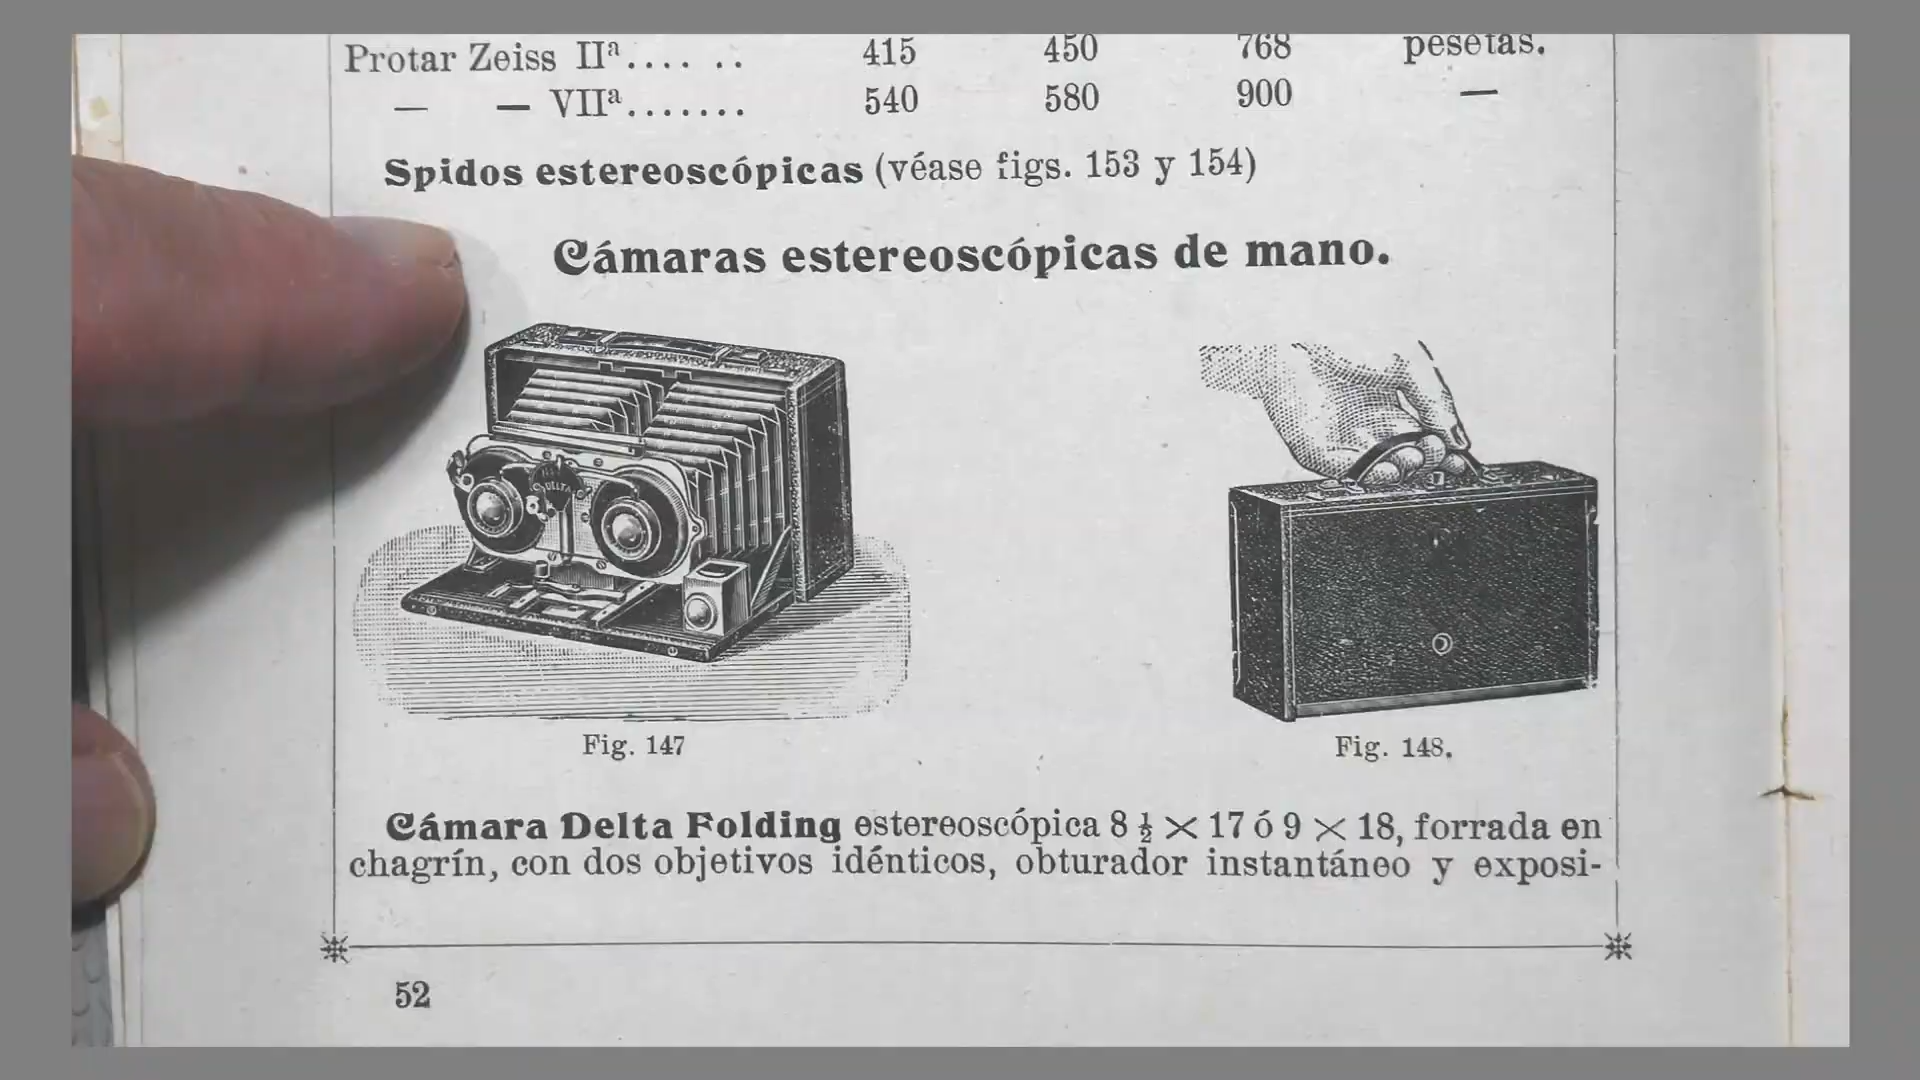 Protar Zeiss IIª.... .. 415 450 768 pesetas.
— — VIIª....... 540 580 900 —
Spidos estereoscópicas (véase figs. 153 y 154)
Cámaras estereoscópicas de mano.
DELTA
Fig. 147
Fig. 148.
Cámara Delta Folding estereoscópica 8 ½ × 17 ó 9 × 18, forrada en
chagrín, con dos objetivos idénticos, obturador instantáneo y exposi-
52